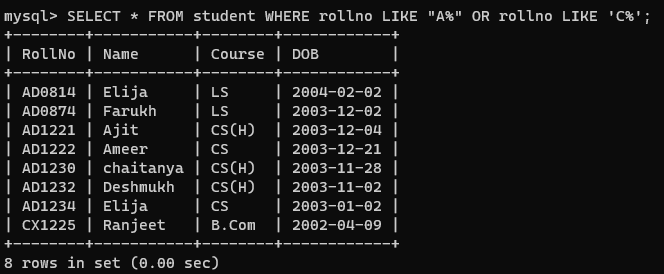 mysql> SELECT * FROM student WHERE rollno LIKE "A%" OR rollno LIKE 'C%';
+--------+-----------+--------+------------+
| RollNo | Name      | Course | DOB        |
+--------+-----------+--------+------------+
| AD0814 | Elija     | LS     | 2004-02-02 |
| AD0874 | Farukh    | LS     | 2003-12-02 |
| AD1221 | Ajit      | CS(H)  | 2003-12-04 |
| AD1222 | Ameer     | CS     | 2003-12-21 |
| AD1230 | chaitanya | CS(H)  | 2003-11-28 |
| AD1232 | Deshmukh  | CS(H)  | 2003-11-02 |
| AD1234 | Elija     | CS     | 2003-01-02 |
| CX1225 | Ranjeet   | B.Com  | 2002-04-09 |
+--------+-----------+--------+------------+
8 rows in set (0.00 sec)